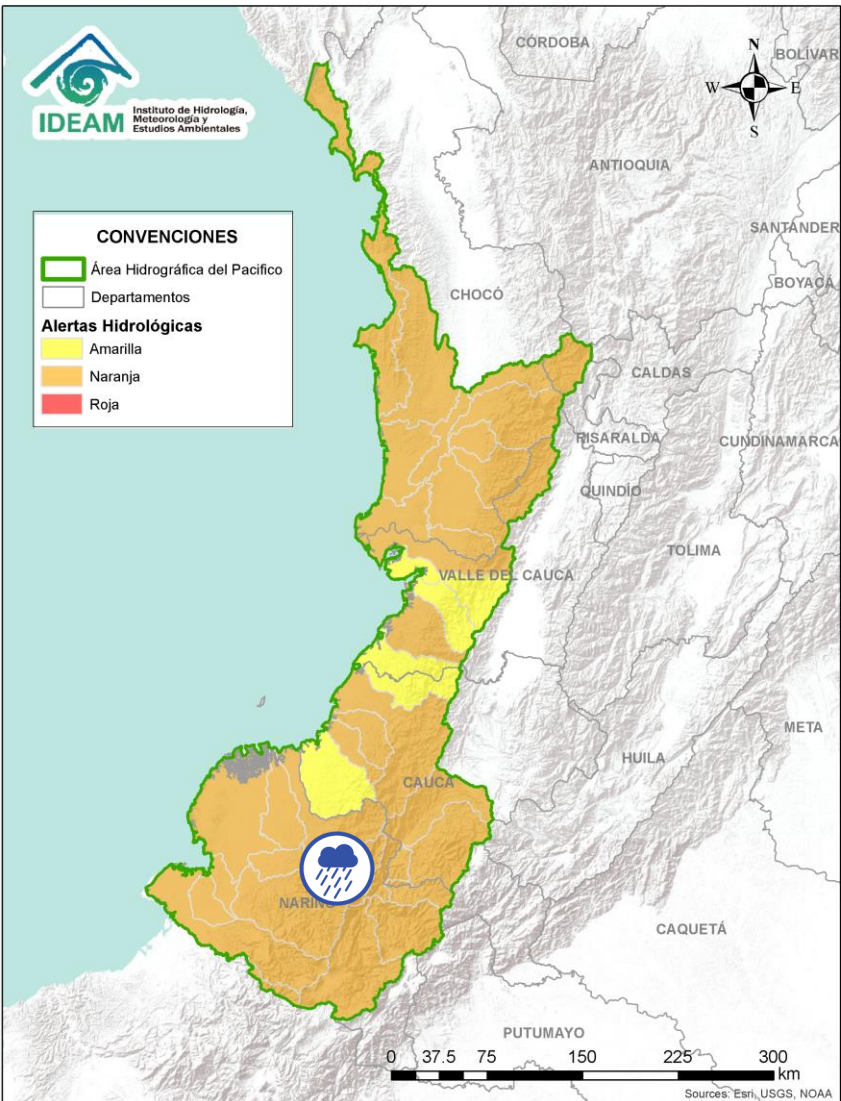 IDEAM
Instituto de Hidrología,
Meteorología y
Estudios Ambientales
CÓRDOBA
BOLIVAR
N
W
E
S
ANTIOQUIA
SANTANDER
BOYACÁ
CONVENCIONES
Área Hidrográfica del Pacifico
Departamentos
Alertas Hidrológicas
Amarilla
Naranja
Roja
CHOCÓ
CALDAS
RISARALDA
CUNDINAMARCA
QUINDÍO
TOLIMA
VALLE DEL CAUCA
META
HUILA
CAUCA
NARIÑO
CAQUETÁ
PUTUMAYO
0 37.5 75 150 225 300
km
Sources: Esri, USGS, NOAA